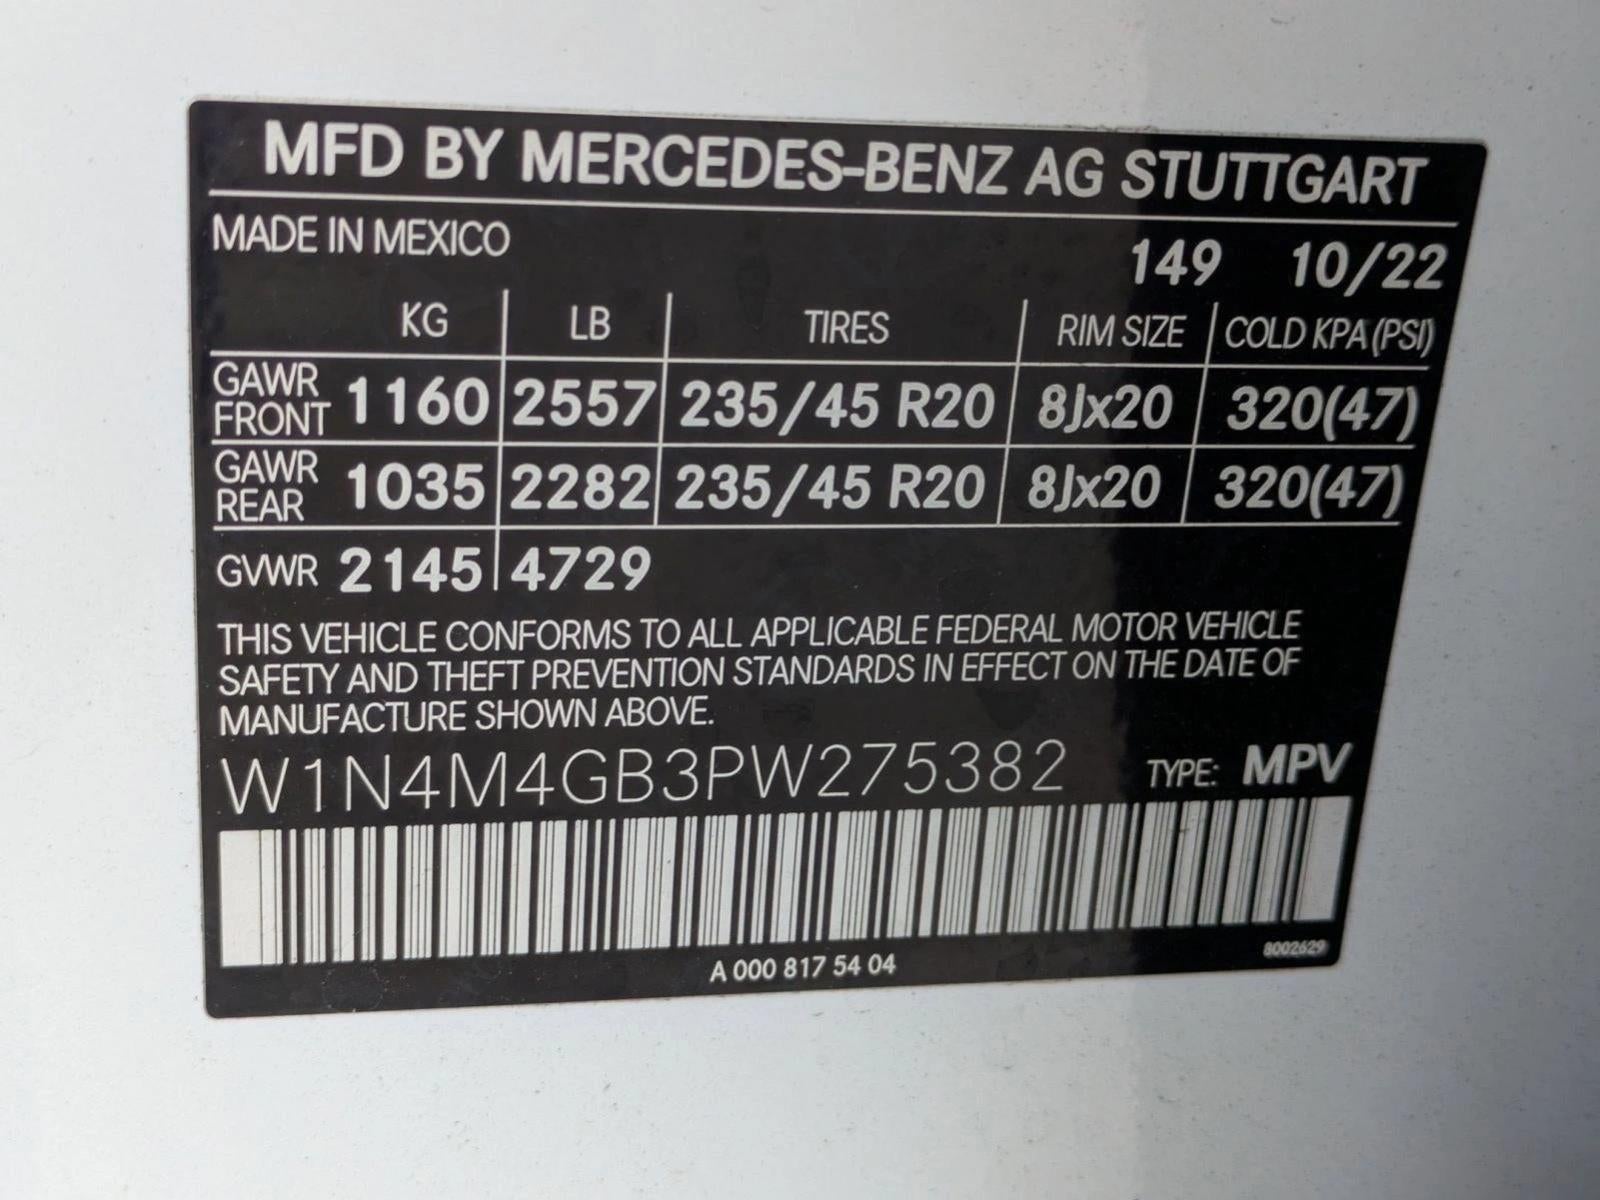 MFD BY MERCEDES-BENZ AG STUTTGART
MADE IN MEXICO 149 10/22
KG LB TIRES RIM SIZE COLD KPA (PSI)
GAWR FRONT 1160 2557 235/45 R20 8Jx20 320(47)
GAWR REAR 1035 2282 235/45 R20 8Jx20 320(47)
GVWR 2145 4729
THIS VEHICLE CONFORMS TO ALL APPLICABLE FEDERAL MOTOR VEHICLE
SAFETY AND THEFT PREVENTION STANDARDS IN EFFECT ON THE DATE OF
MANUFACTURE SHOWN ABOVE.
W1N4M4GB3PW275382 TYPE: MPV
A 000 817 54 04 8002629